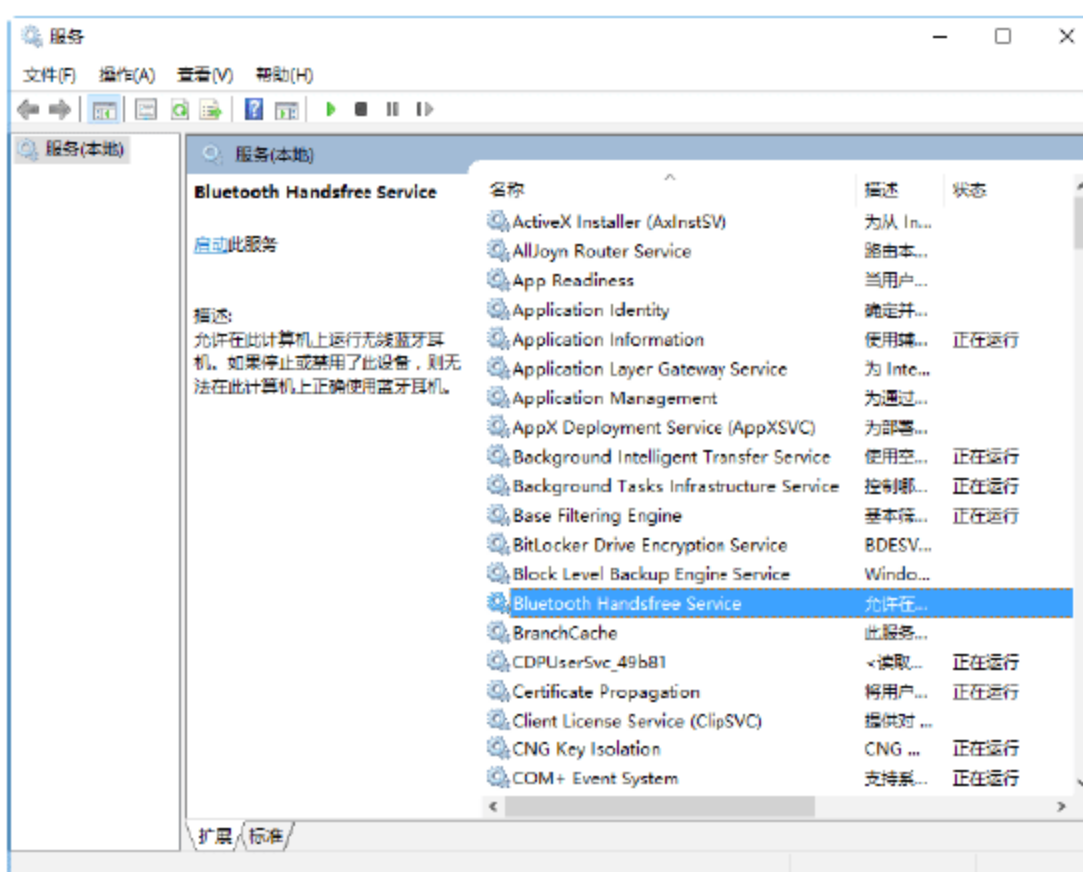 服务
文件(F) 操作(A) 查看(V) 帮助(H)
服务(本地)
服务(本地)
Bluetooth Handsfree Service
启动此服务
描述:
允许在此计算机上运行无线蓝牙耳
机。如果停止或禁用了此设备，则无
法在此计算机上正确使用蓝牙耳机。
名称 描述 状态
ActiveX Installer (AxInstSV) 为从 In...
AllJoyn Router Service 路由本...
App Readiness 当用户...
Application Identity 确定并...
Application Information 使用辅... 正在运行
Application Layer Gateway Service 为 Inte...
Application Management 为通过...
AppX Deployment Service (AppXSVC) 为部署...
Background Intelligent Transfer Service 使用空... 正在运行
Background Tasks Infrastructure Service 控制哪... 正在运行
Base Filtering Engine 基本筛... 正在运行
BitLocker Drive Encryption Service BDESV...
Block Level Backup Engine Service Windo...
Bluetooth Handsfree Service 允许在...
BranchCache 此服务...
CDPUserSvc_49b81 <读取... 正在运行
Certificate Propagation 将用户... 正在运行
Client License Service (ClipSVC) 提供对 ...
CNG Key Isolation CNG ... 正在运行
COM+ Event System 支持系... 正在运行
扩展 标准